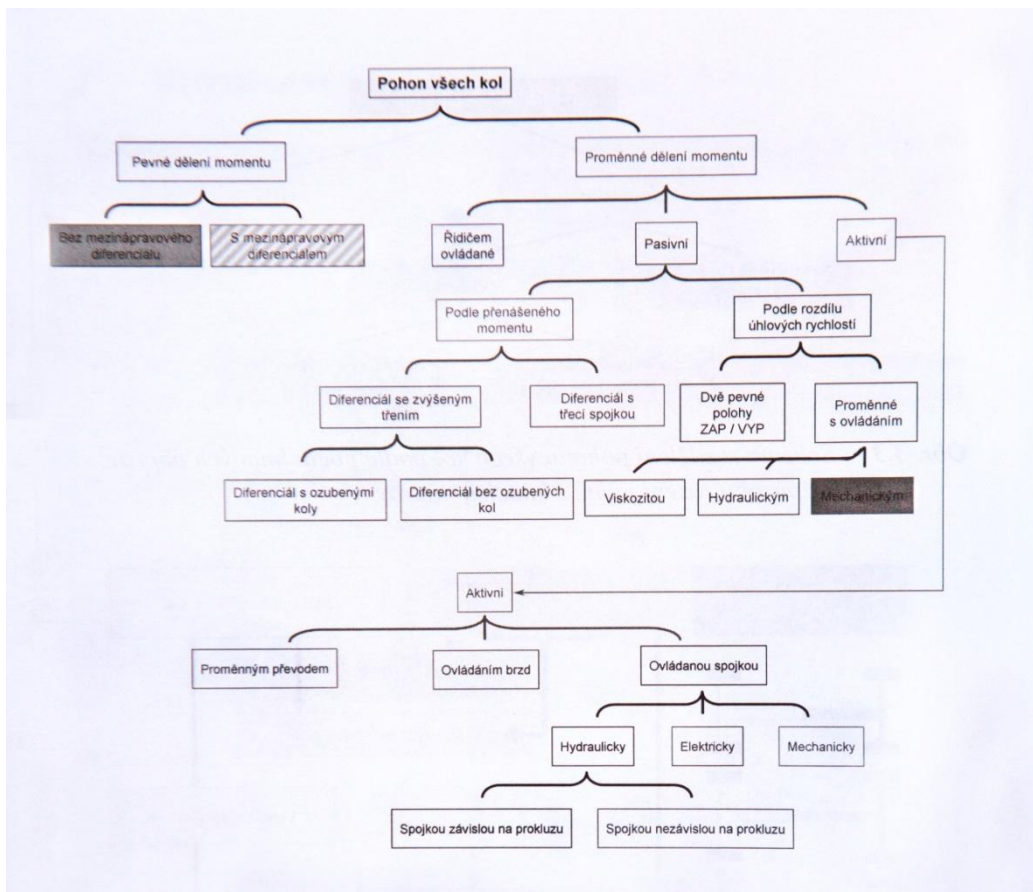 Pohon všech kol
Pevné dělení momentu
Proměnné dělení momentu
Bez mezinápravového
diferenciálu
S mezinápravovým
diferenciálem
Řidičem
ovládané
Pasivní
Aktivní
Podle přenášeného
momentu
Podle rozdílu
úhlových rychlostí
Diferenciál se zvýšeným
třením
Diferenciál s
třecí spojkou
Dvě pevné
polohy
ZAP / VYP
Proměnné
s ovládáním
Diferenciál s ozubenými
koly
Diferenciál bez ozubených
kol
Viskozitou
Hydraulickým
Mechanickým
Aktivní
Proměnným převodem
Ovládáním brzd
Ovládanou spojkou
Hydraulicky
Elektricky
Mechanicky
Spojkou závislou na prokluzu
Spojkou nezávislou na prokluzu